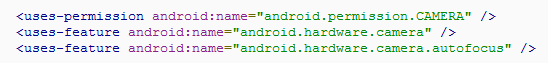 <uses-permission android:name="android.permission.CAMERA" />
<uses-feature android:name="android.hardware.camera" />
<uses-feature android:name="android.hardware.camera.autofocus" />